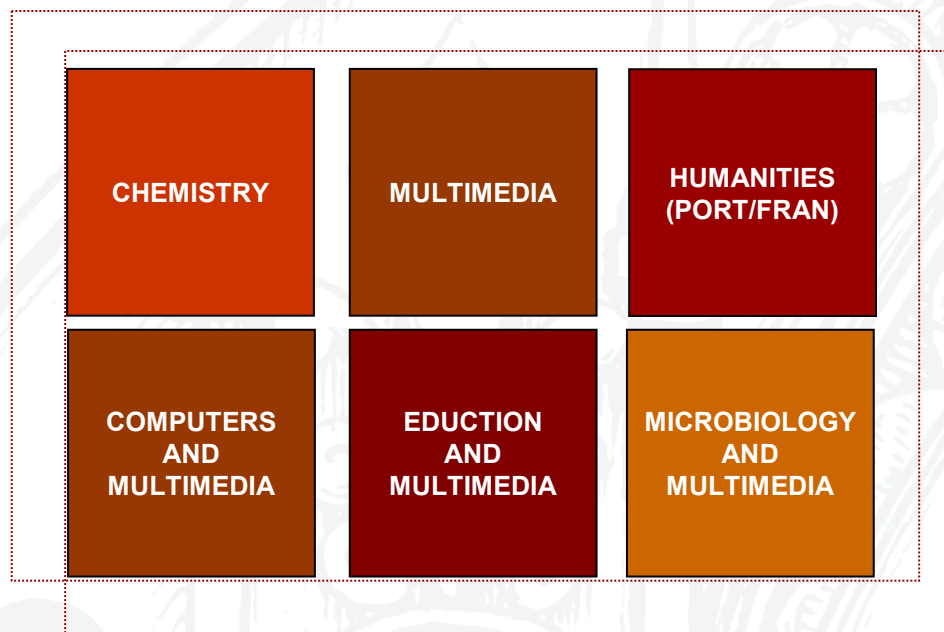 CHEMISTRY
MULTIMEDIA
HUMANITIES
(PORT/FRAN)
COMPUTERS
AND
MULTIMEDIA
EDUCTION
AND
MULTIMEDIA
MICROBIOLOGY
AND
MULTIMEDIA